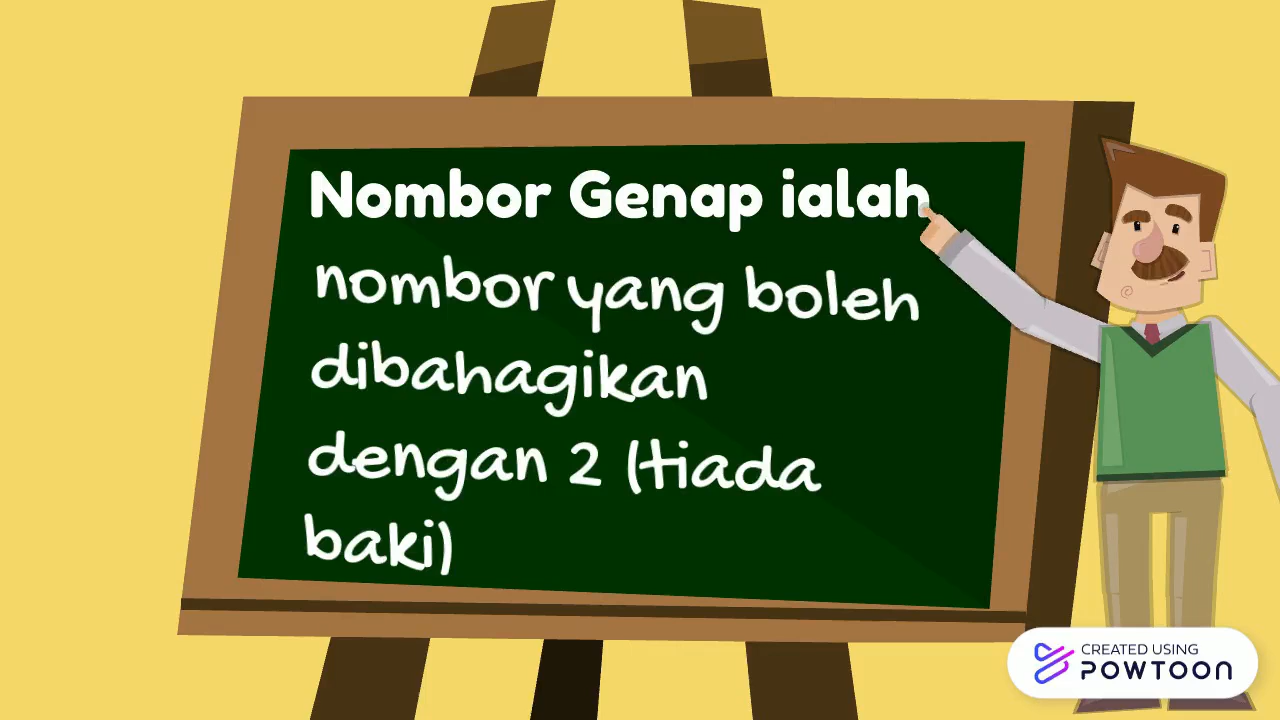 Nombor Genap ialah
nombor yang boleh
dibahagikan
dengan 2 (tiada
baki)
CREATED USING
POWTOON